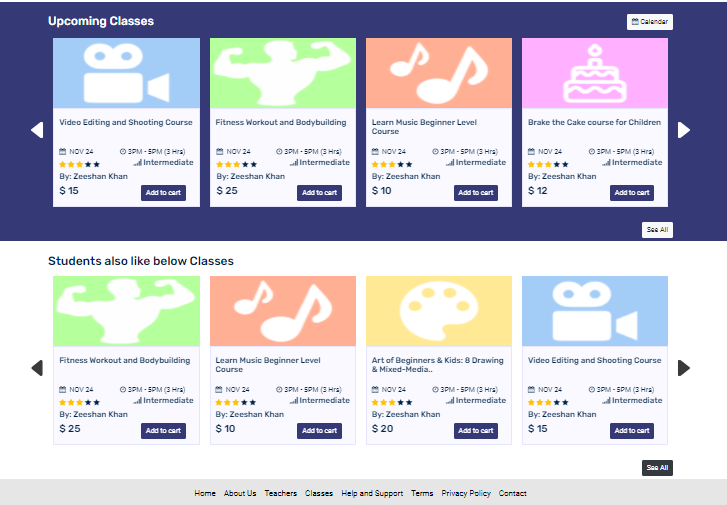 Upcoming Classes
Calendar
Video Editing and Shooting Course
NOV 24 3PM - 5PM (3 Hrs)
Intermediate
By: Zeeshan Khan
$ 15 Add to cart
Fitness Workout and Bodybuilding
NOV 24 3PM - 5PM (3 Hrs)
Intermediate
By: Zeeshan Khan
$ 25 Add to cart
Learn Music Beginner Level
Course
NOV 24 3PM - 5PM (3 Hrs)
Intermediate
By: Zeeshan Khan
$ 10 Add to cart
Brake the Cake course for Children
NOV 24 3PM - 5PM (3 Hrs)
Intermediate
By: Zeeshan Khan
$ 12 Add to cart
See All
Students also like below Classes
Fitness Workout and Bodybuilding
NOV 24 3PM - 5PM (3 Hrs)
Intermediate
By: Zeeshan Khan
$ 25 Add to cart
Learn Music Beginner Level
Course
NOV 24 3PM - 5PM (3 Hrs)
Intermediate
By: Zeeshan Khan
$ 10 Add to cart
Art of Beginners & Kids: 8 Drawing
& Mixed-Media..
NOV 24 3PM - 5PM (3 Hrs)
Intermediate
By: Zeeshan Khan
$ 20 Add to cart
Video Editing and Shooting Course
NOV 24 3PM - 5PM (3 Hrs)
Intermediate
By: Zeeshan Khan
$ 15 Add to cart
See All
Home About Us Teachers Classes Help and Support Terms Privacy Policy Contact